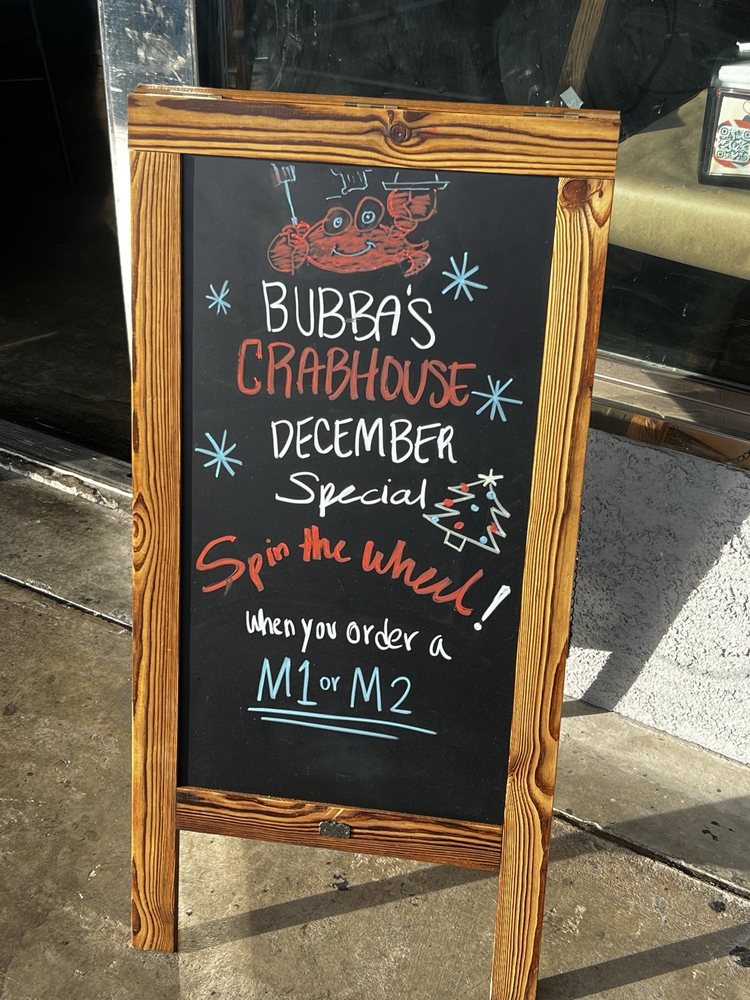 BUBBA'S
CRABHOUSE
DECEMBER
Special
Spin the wheel!
When you order a
M1 or M2